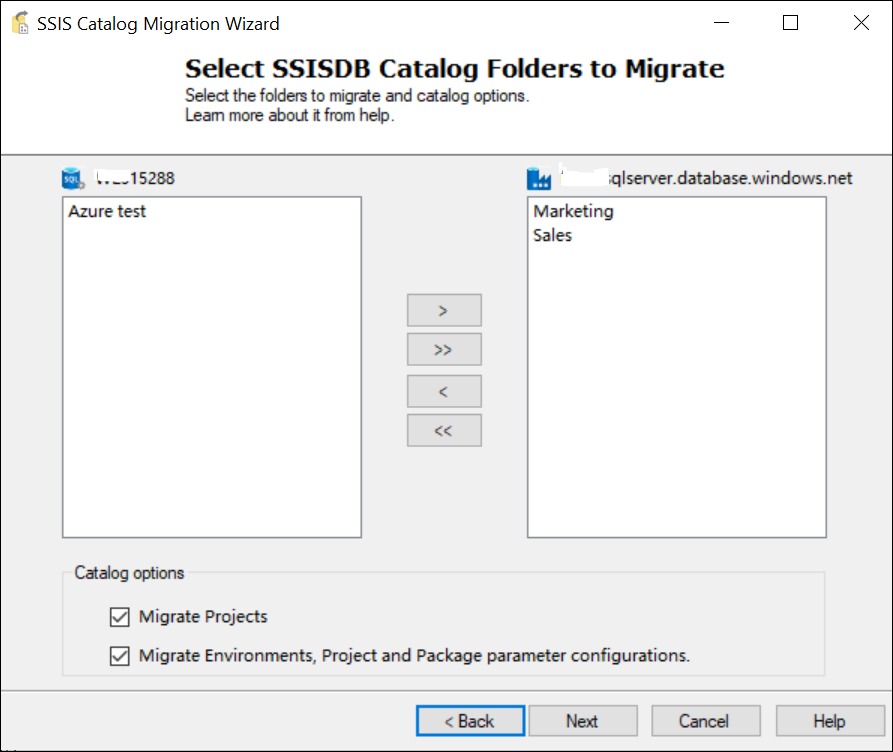 SSIS Catalog Migration Wizard
Select SSISDB Catalog Folders to Migrate
Select the folders to migrate and catalog options.
Learn more about it from help.
SQL
15288
sqlserver.database.windows.net
Azure test
Marketing
Sales
>
>>
<
<<
Catalog options
Migrate Projects
Migrate Environments, Project and Package parameter configurations.
< Back
Next
Cancel
Help